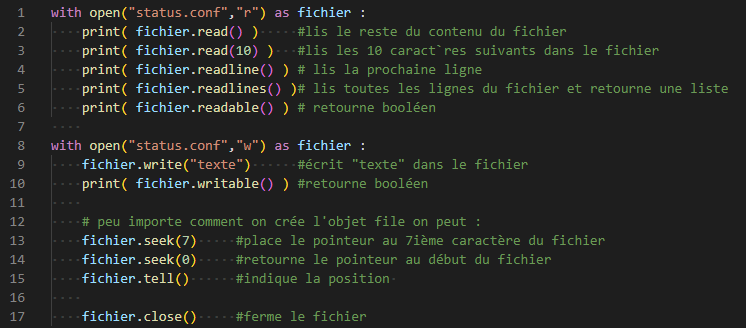 1 with open("status.conf","r") as fichier :
2     print( fichier.read() )     #lis le reste du contenu du fichier
3     print( fichier.read(10) )   #lis les 10 caract`res suivants dans le fichier
4     print( fichier.readline() ) # lis la prochaine ligne
5     print( fichier.readlines() )# lis toutes les lignes du fichier et retourne une liste
6     print( fichier.readable() ) # retourne booléen
7
8 with open("status.conf","w") as fichier :
9     fichier.write("texte")      #écrit "texte" dans le fichier
10     print( fichier.writable() ) #retourne booléen
11
12     # peu importe comment on crée l'objet file on peut :
13     fichier.seek(7)     #place le pointeur au 7ième caractère du fichier
14     fichier.seek(0)     #retourne le pointeur au début du fichier
15     fichier.tell()      #indique la position
16
17     fichier.close()     #ferme le fichier